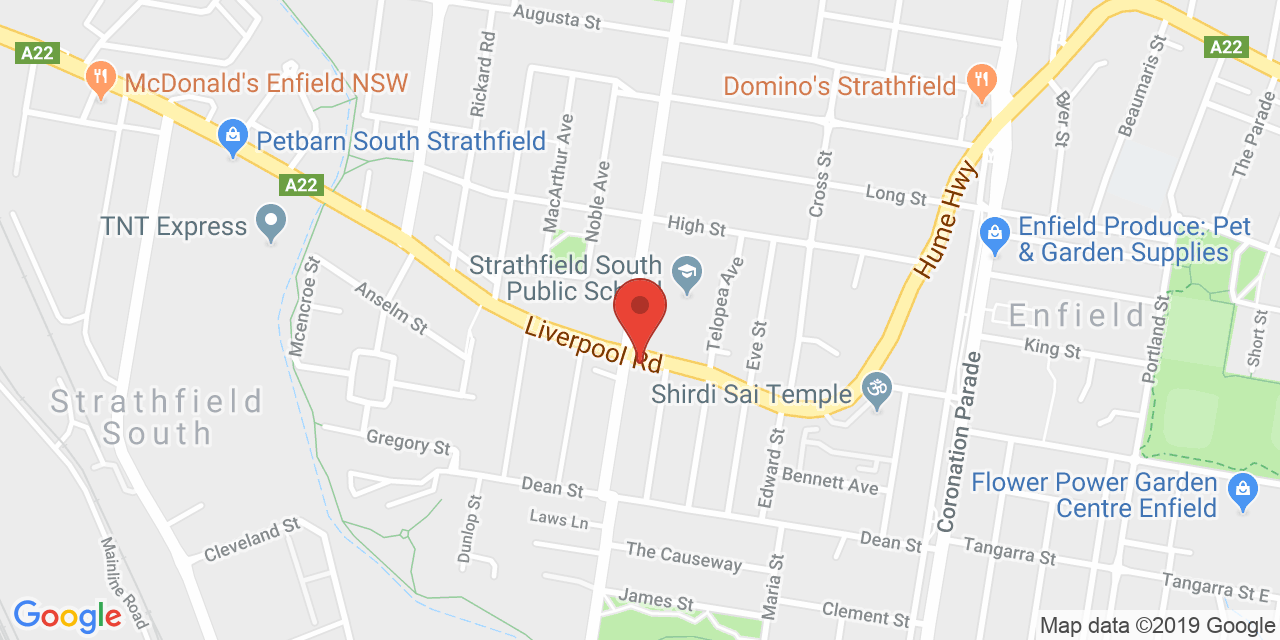 Augusta St
A22
A22
McDonald's Enfield NSW
Rickard Rd
Domino's Strathfield
Byer St
Beaumaris St
The Parade
Petbarn South Strathfield
A22
MacArthur Ave
Noble Ave
Cross St
Long St
TNT Express
High St
Hume Hwy
Enfield Produce: Pet
& Garden Supplies
Strathfield South
Public School
Mcencroe St
Anselm St
Telopea Ave
Eve St
Enfield
Portland St
Short St
Liverpool Rd
King St
Strathfield
South
Shirdi Sai Temple
Coronation Parade
Gregory St
Edward St
Bennett Ave
Flower Power Garden
Centre Enfield
Dean St
Dunlop St
Laws Ln
Cleveland St
Dean St
Tangarra St
Mainline Road
The Causeway
Maria St
Tangarra St E
James St
Clement St
Google
Map data ©2019 Google